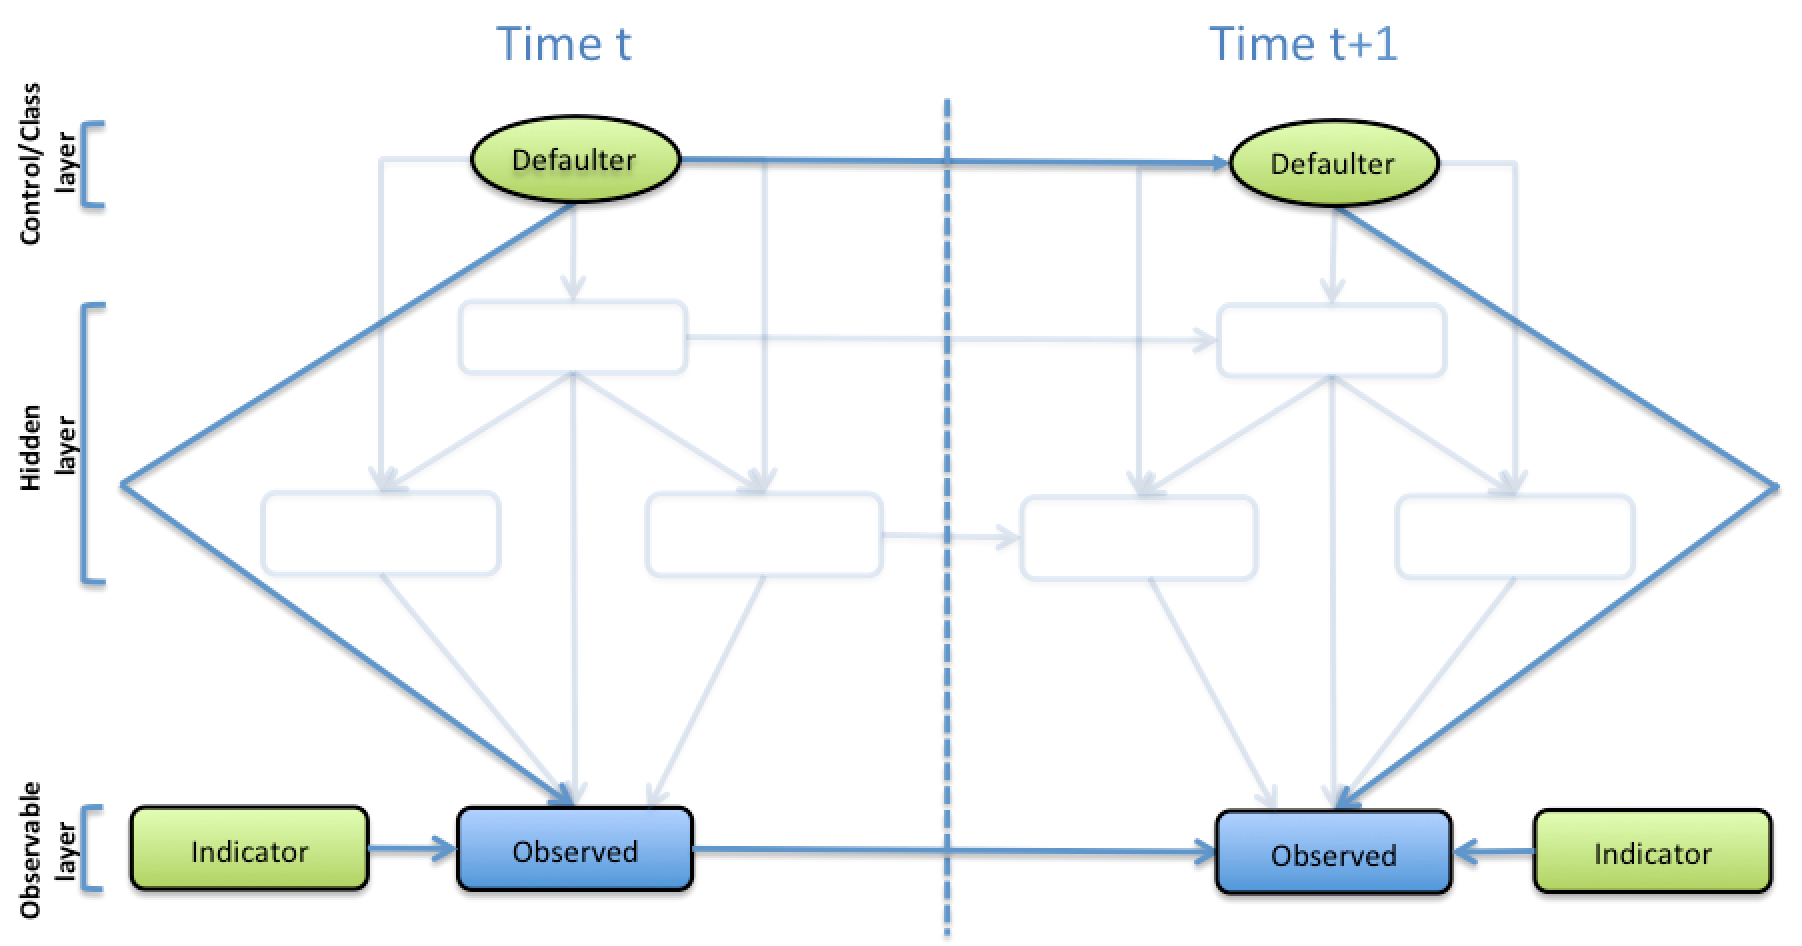 Time t
Time t+1
Control/Class
layer
Defaulter
Defaulter
Hidden
layer
Observable
layer
Indicator
Observed
Observed
Indicator